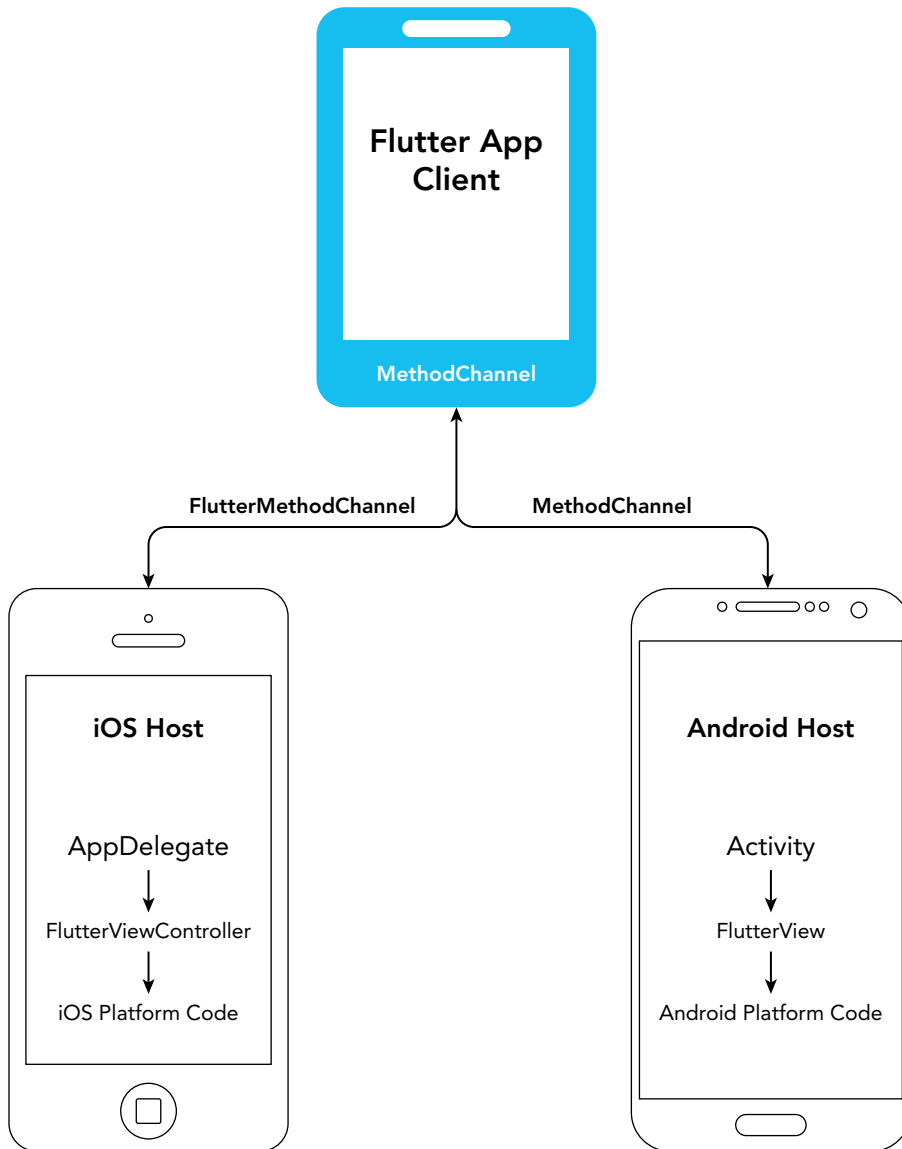 Flutter App
Client
MethodChannel
FlutterMethodChannel
MethodChannel
iOS Host
AppDelegate
FlutterViewController
iOS Platform Code
Android Host
Activity
FlutterView
Android Platform Code